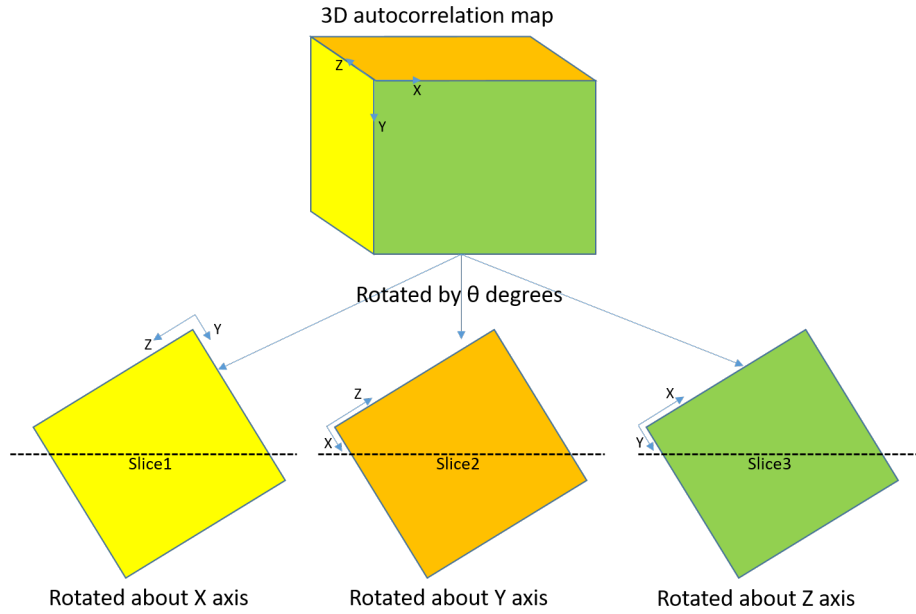 3D autocorrelation map
Z
X
Y
Rotated by θ degrees
Z
Y
Z
X
X
Y
Slice1
Slice2
Slice3
Rotated about X axis
Rotated about Y axis
Rotated about Z axis